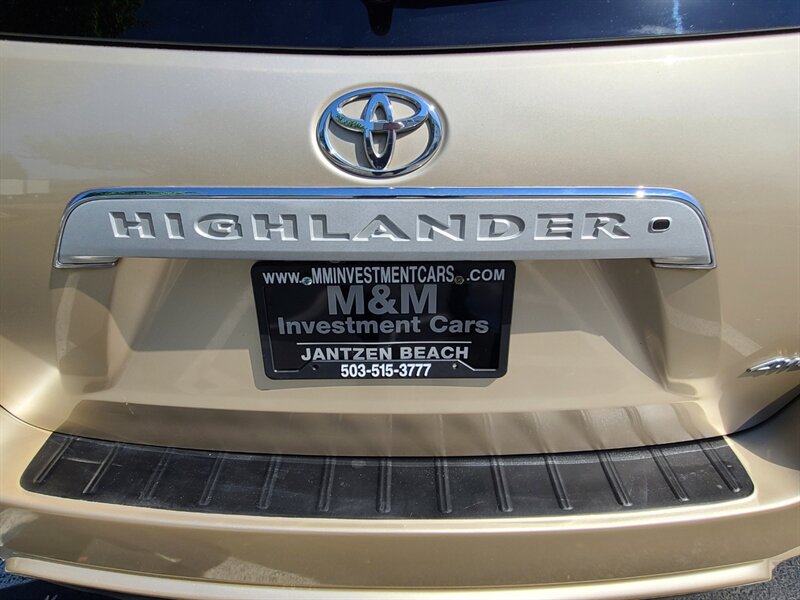 HIGHLANDER
WWW.MMINVESTMENTCARS.COM
M&M
Investment Cars
JANTZEN BEACH
503-515-3777